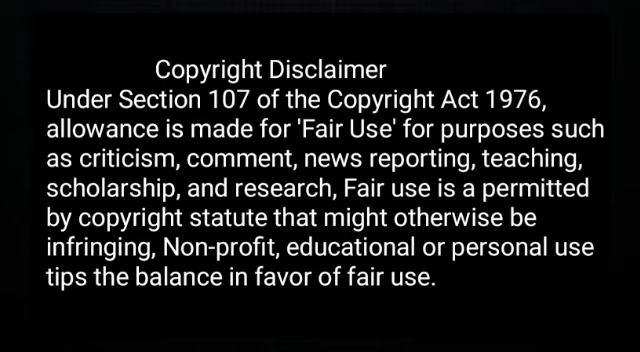 Copyright Disclaimer
Under Section 107 of the Copyright Act 1976,
allowance is made for 'Fair Use' for purposes such
as criticism, comment, news reporting, teaching,
scholarship, and research, Fair use is a permitted
by copyright statute that might otherwise be
infringing, Non-profit, educational or personal use
tips the balance in favor of fair use.